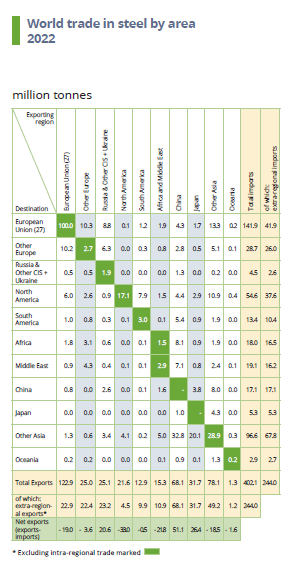 World trade in steel by area
2022
million tonnes
Exporting
region
European Union (27)
Other Europe
Russia & Other CIS + Ukraine
North America
South America
Africa and Middle East
China
Japan
Other Asia
Oceania
Total imports
of which:
extra-regional imports
Destination
European
Union (27) 100.0 10.3 8.8 0.1 1.2 1.9 4.3 1.7 13.3 0.2 141.9 41.9
Other
Europe 10.2 2.7 6.3 0.0 0.3 0.8 2.8 0.5 5.1 0.0 28.7 26.0
Russia &
Other CIS +
Ukraine 0.5 0.5 1.9 0.0 0.0 0.0 1.3 0.0 0.2 0.0 4.5 2.6
North
America 6.0 2.6 0.9 17.1 7.9 1.5 4.4 2.9 10.9 0.4 54.6 37.6
South
America 1.0 0.8 0.3 0.1 3.0 0.1 5.4 0.9 1.9 0.0 13.4 10.4
Africa 1.8 3.1 0.6 0.0 0.0 1.5 8.1 0.9 1.9 0.0 18.0 16.5
Middle East 0.9 4.3 0.4 0.1 0.1 2.9 7.1 0.8 2.4 0.1 19.1 16.2
China 0.8 0.0 2.6 0.0 0.1 1.6 - 3.8 8.0 0.0 17.1 17.1
Japan 0.0 0.0 0.0 0.0 0.0 0.0 1.0 - 4.3 0.0 5.3 5.3
Other Asia 1.3 0.6 3.4 4.1 0.2 5.0 32.8 20.1 28.9 0.3 96.6 67.8
Oceania 0.2 0.2 0.0 0.0 0.0 0.1 0.9 0.1 1.3 0.2 2.9 2.7
Total Exports 122.9 25.0 25.1 21.6 12.9 15.3 68.1 31.7 78.1 1.3 402.1 244.0
of which:
extra-region-
al exports* 22.9 22.4 23.2 4.5 9.9 10.9 68.1 31.7 49.2 1.2 244.0
Net exports
(exports-
imports) - 19.0 - 3.6 20.6 -33.0 -0.5 -21.8 51.1 26.4 - 18.5 - 1.6
* Excluding intra-regional trade marked